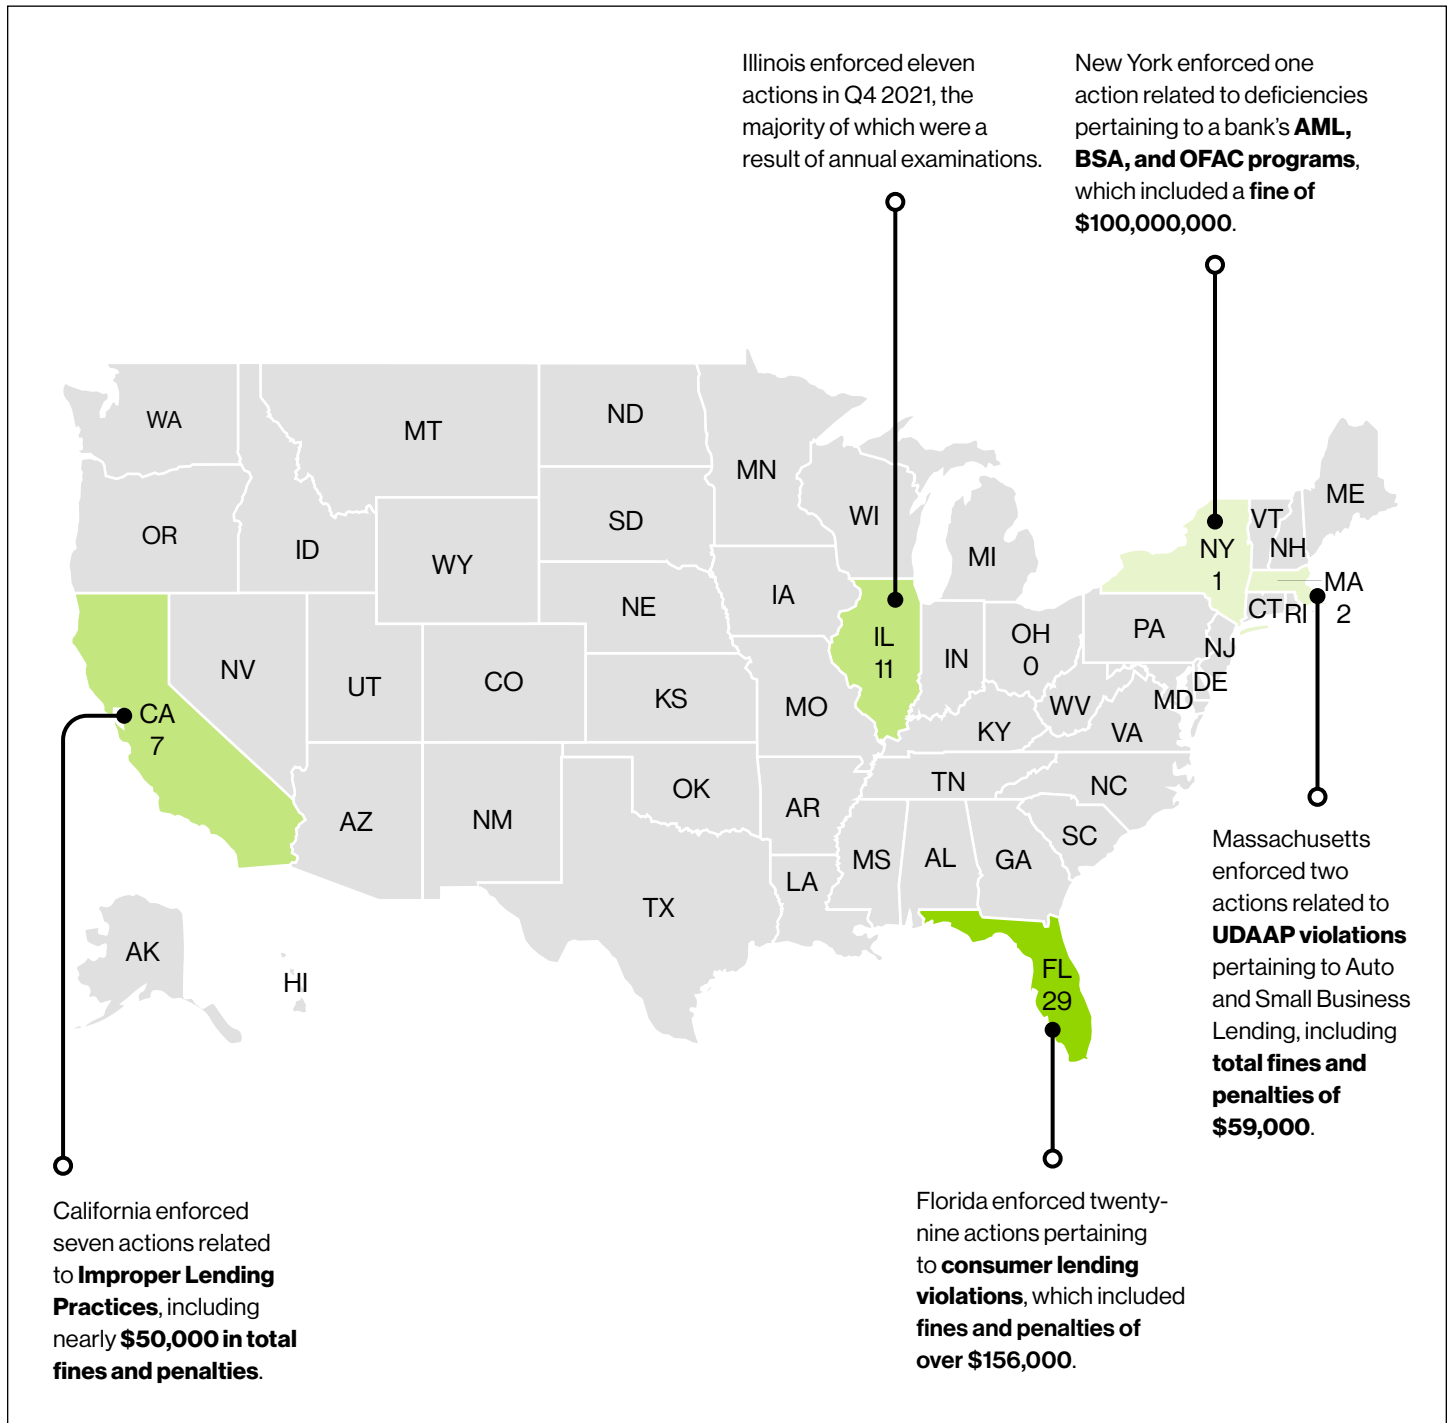 Illinois enforced eleven
actions in Q4 2021, the
majority of which were a
result of annual examinations.
New York enforced one
action related to deficiencies
pertaining to a bank’s AML,
BSA, and OFAC programs,
which included a fine of
$100,000,000.
WA
MT
ND
MN
OR
ID
WY
SD
WI
MI
NY
1
VT
NH
ME
MA
2
CT
RI
NE
IA
IL
11
IN
OH
0
PA
NJ
DE
MD
WV
VA
CA
7
NV
UT
CO
KS
MO
KY
AZ
NM
OK
AR
TN
NC
SC
TX
LA
MS
AL
GA
AK
HI
FL
29
Massachusetts
enforced two
actions related to
UDAAP violations
pertaining to Auto
and Small Business
Lending, including
total fines and
penalties of
$59,000.
California enforced
seven actions related
to Improper Lending
Practices, including
nearly $50,000 in total
fines and penalties.
Florida enforced twenty-
nine actions pertaining
to consumer lending
violations, which included
fines and penalties of
over $156,000.